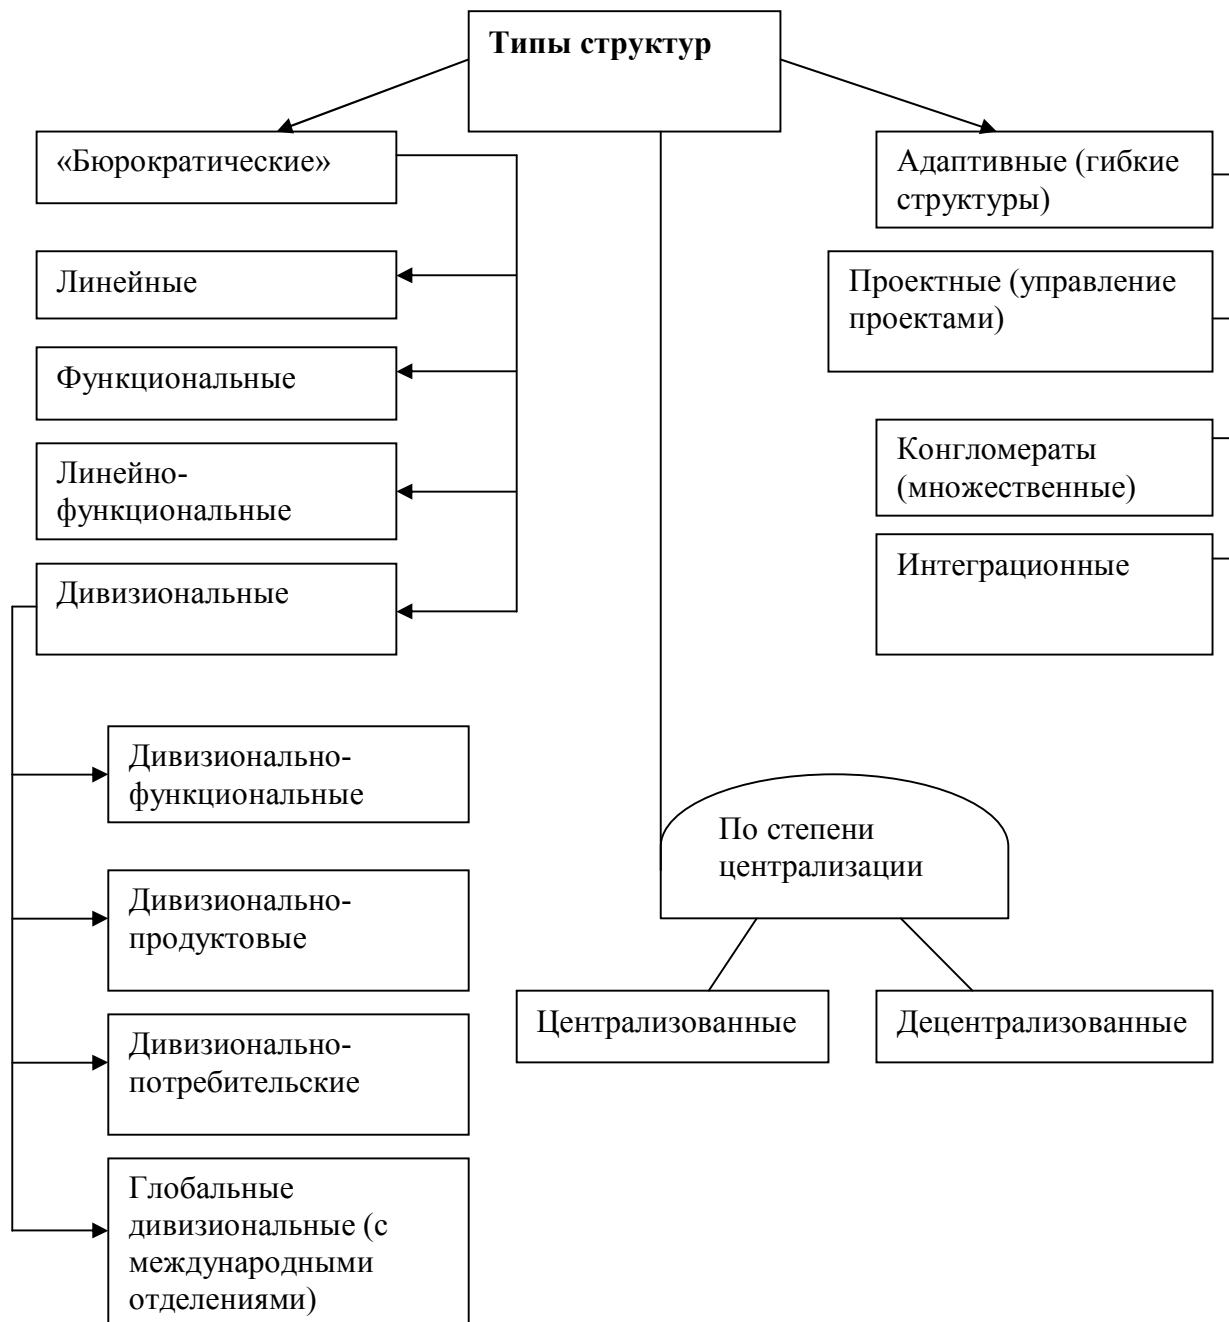 Типы структур
«Бюрократические»
Адаптивные (гибкие
структуры)
Линейные
Проектные (управление
проектами)
Функциональные
Конгломераты
(множественные)
Линейно-
функциональные
Интеграционные
Дивизиональные
Дивизионально-
функциональные
По степени
централизации
Дивизионально-
продуктовые
Централизованные
Децентрализованные
Дивизионально-
потребительские
Глобальные
дивизиональные (с
международными
отделениями)